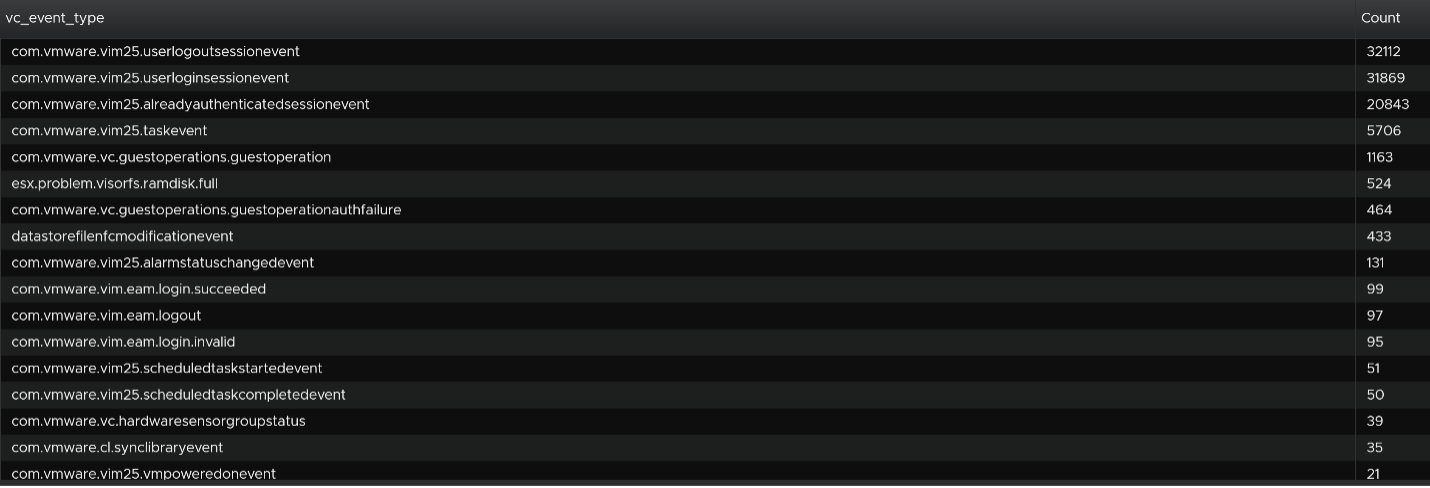 vc_event_type Count
com.vmware.vim25.userlogoutsessionevent 32112
com.vmware.vim25.userloginsessionevent 31869
com.vmware.vim25.alreadyauthenticatedsessionevent 20843
com.vmware.vim25.taskevent 5706
com.vmware.vc.guestoperations.guestoperation 1163
esx.problem.visorfs.ramdisk.full 524
com.vmware.vc.guestoperations.guestoperationauthfailure 464
datastorefilenfcmodificationevent 433
com.vmware.vim25.alarmstatuschangedevent 131
com.vmware.vim.eam.login.succeeded 99
com.vmware.vim.eam.logout 97
com.vmware.vim.eam.login.invalid 95
com.vmware.vim25.scheduledtaskstartedevent 51
com.vmware.vim25.scheduledtaskcompletedevent 50
com.vmware.vc.hardwaresensorgroupstatus 39
com.vmware.cl.synclibraryevent 35
com.vmware.vim25.vmpoweredonevent 21